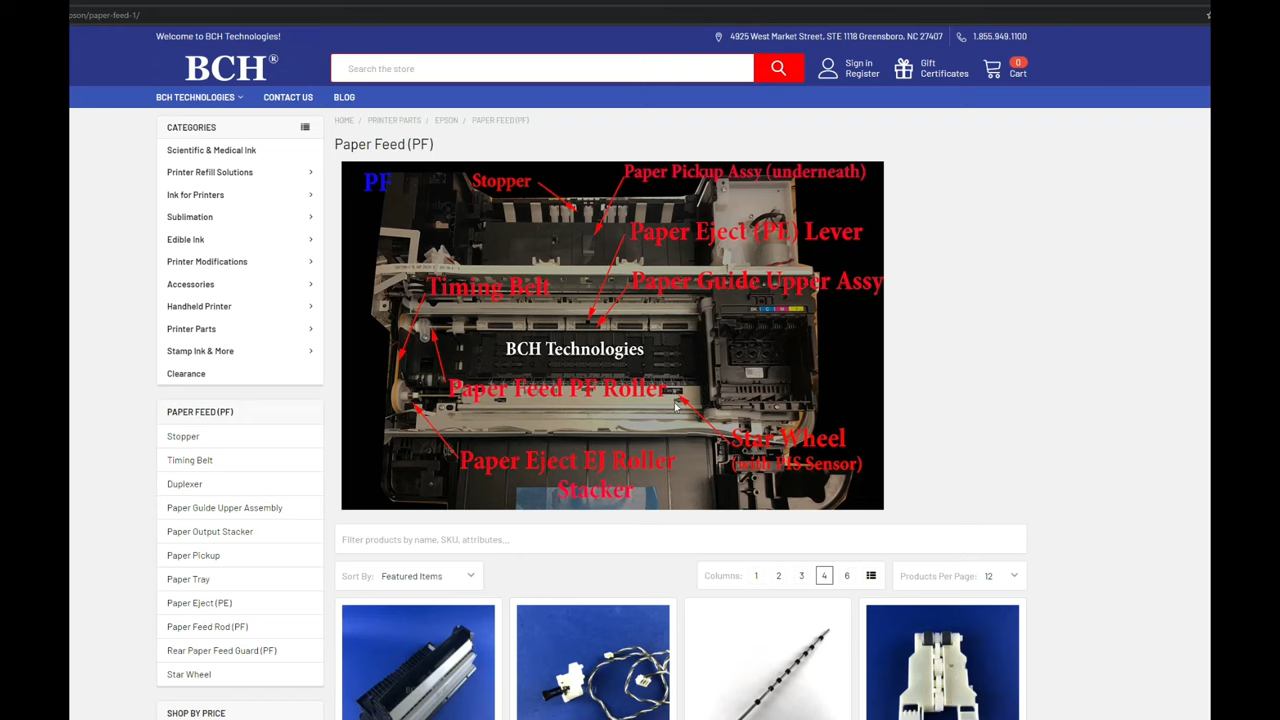 pson/paper-feed-1/
Welcome to BCH Technologies!
4925 West Market Street, STE 1118 Greensboro, NC 27407
1.855.949.1100
BCH®
Search the store
Sign in
Register
Gift
Certificates
0
Cart
BCH TECHNOLOGIES
CONTACT US
BLOG
CATEGORIES
Scientific & Medical Ink
Printer Refill Solutions
Ink for Printers
Sublimation
Edible Ink
Printer Modifications
Accessories
Handheld Printer
Printer Parts
Stamp Ink & More
Clearance
PAPER FEED (PF)
Stopper
Timing Belt
Duplexer
Paper Guide Upper Assembly
Paper Output Stacker
Paper Pickup
Paper Tray
Paper Eject (PE)
Paper Feed Rod (PF)
Rear Paper Feed Guard (PF)
Star Wheel
SHOP BY PRICE
HOME / PRINTER PARTS / EPSON / PAPER FEED (PF)
Paper Feed (PF)
PF
Stopper
Paper Pickup Assy (underneath)
Paper Eject (PE) Lever
Timing Belt
Paper Guide Upper Assy
BCH Technologies
Paper Feed PF Roller
Star Wheel
(with PIS Sensor)
Paper Eject EJ Roller
Stacker
Filter products by name, SKU, attributes...
Sort By: Featured Items
Columns: 1 2 3 4 6
Products Per Page: 12